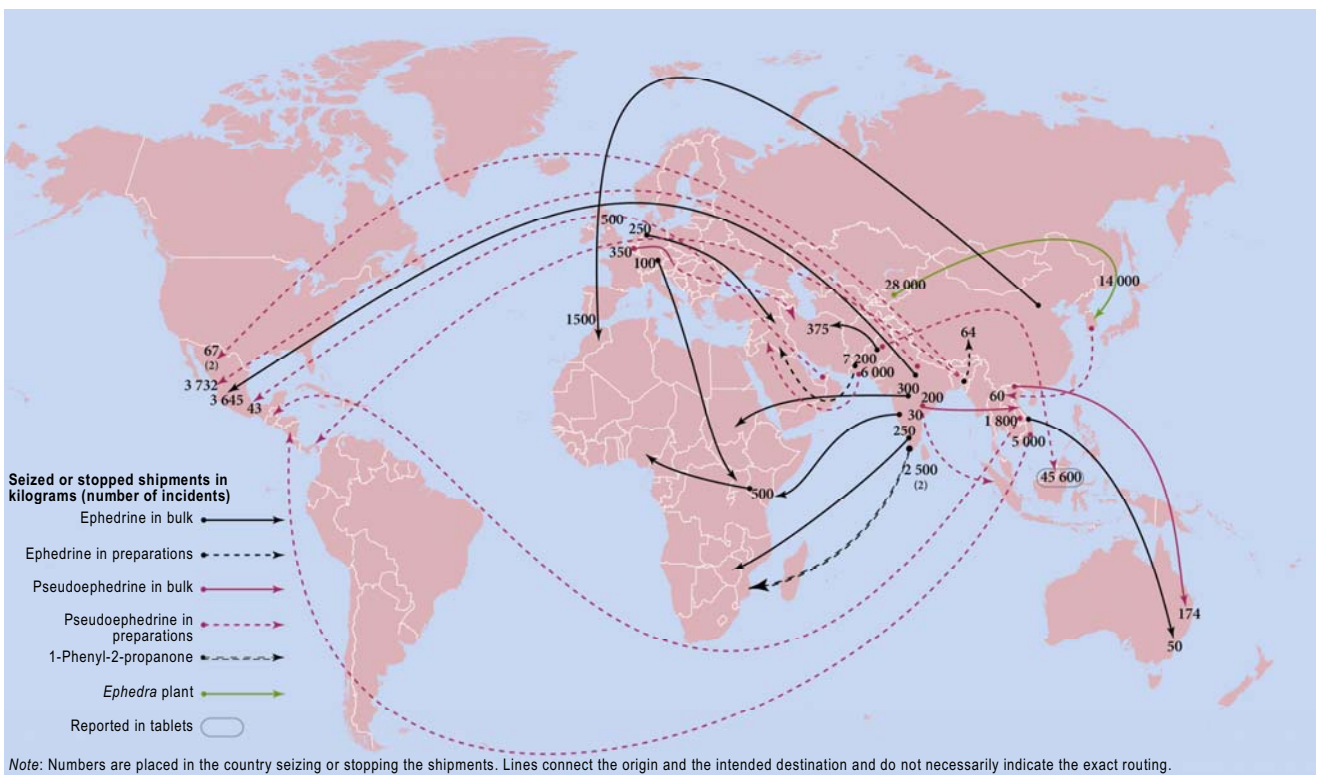 500
250
350
100
28 000
14 000
1500
375
64
67
(2)
7 200
6 000
3 732
3 645
43
300
200
60
30
1 800
250
5 000
2 500
(2)
45 600
500
Seized or stopped shipments in
kilograms (number of incidents)
Ephedrine in bulk
Ephedrine in preparations
Pseudoephedrine in bulk
Pseudoephedrine in
preparations
1-Phenyl-2-propanone
Ephedra plant
Reported in tablets
174
50
Note: Numbers are placed in the country seizing or stopping the shipments. Lines connect the origin and the intended destination and do not necessarily indicate the exact routing.